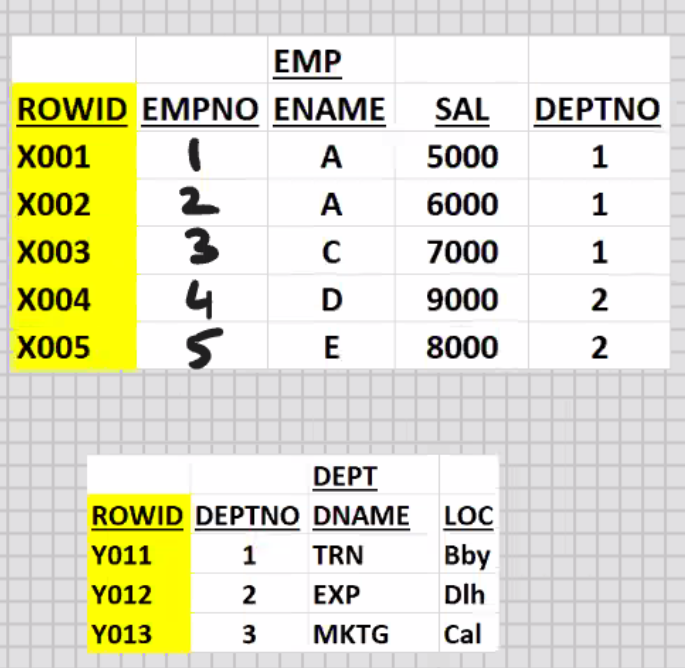 EMP
ROWID EMPNO ENAME SAL DEPTNO
X001 1 A 5000 1
X002 2 A 6000 1
X003 3 C 7000 1
X004 4 D 9000 2
X005 5 E 8000 2
DEPT
ROWID DEPTNO DNAME LOC
Y011 1 TRN Bby
Y012 2 EXP Dlh
Y013 3 MKTG Cal